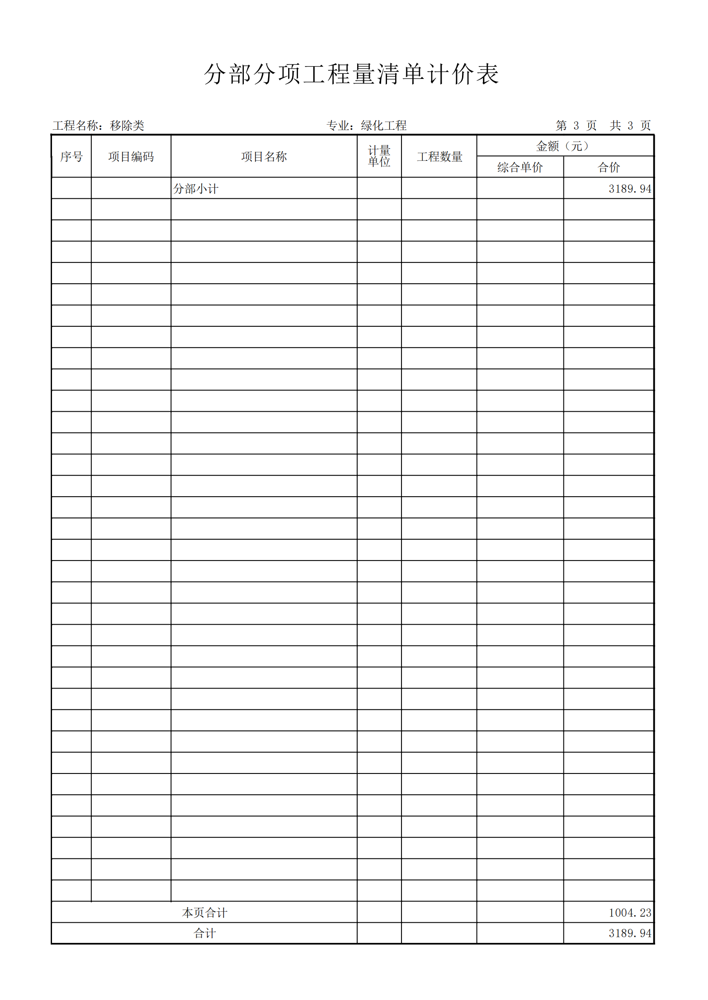 分部分项工程量清单计价表
工程名称：移除类 专业：绿化工程 第 3 页 共 3 页
序号 项目编码 项目名称 计量单位 工程数量 金额（元）
综合单价 合价
分部小计 3189.94
本页合计 1004.23
合计 3189.94